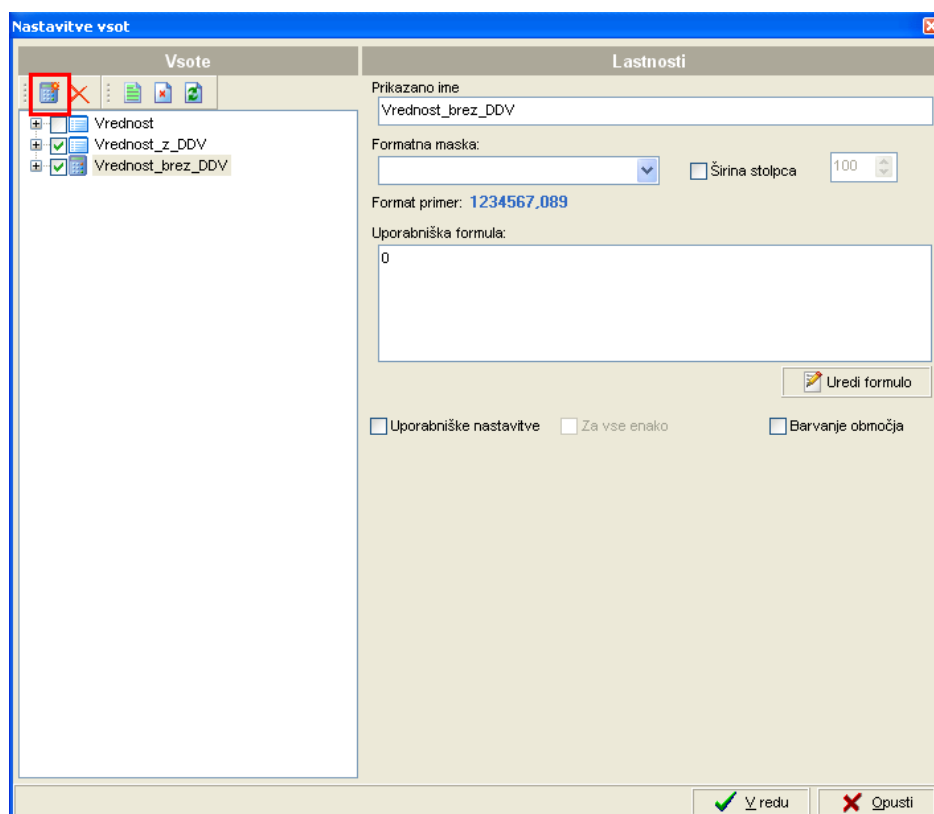 Nastavitve vsot
Vsote
Lastnosti
Vrednost
Vrednost_z_DDV
Vrednost_brez_DDV
Prikazano ime
Vrednost_brez_DDV
Formatna maska:
Širina stolpca 100
Format primer: 1234567,089
Uporabniška formula:
0
Uredi formulo
Uporabniške nastavitve Za vse enako Barvanje območja
V redu Opusti